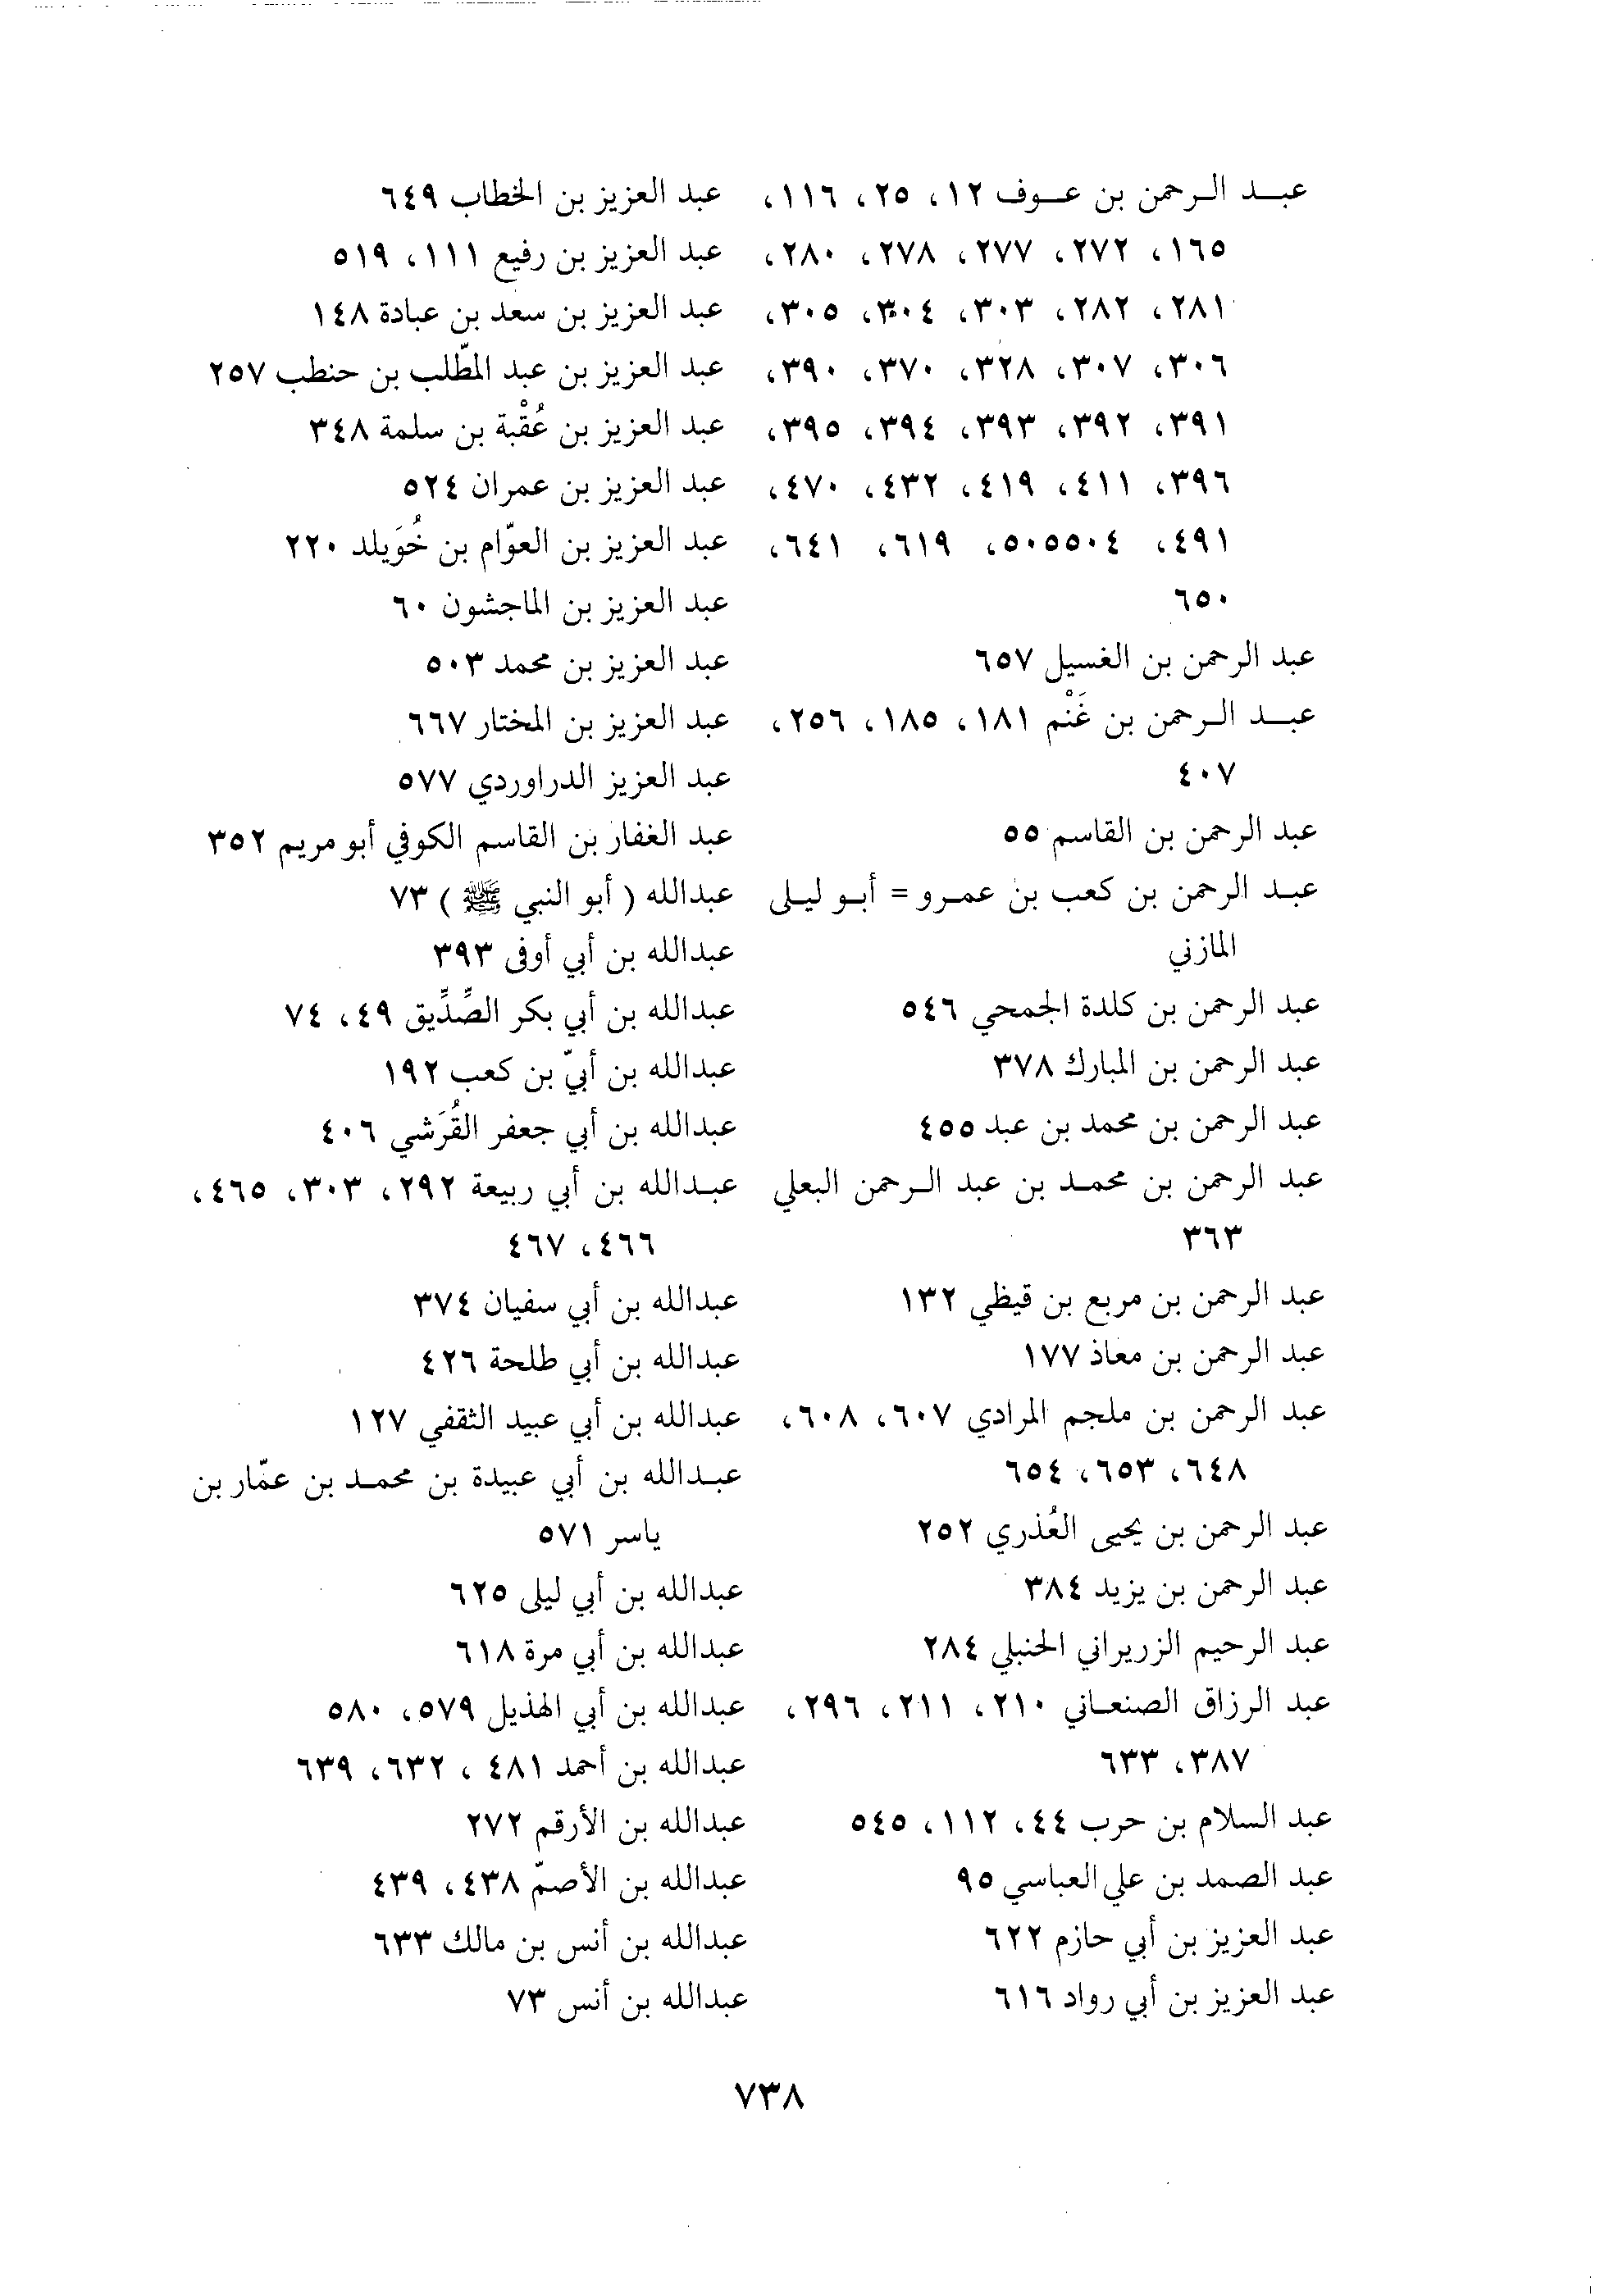 عبد الرحمن بن عوف ١٢، ٢٥، ١١٦،
١٦٥، ٢٧٢، ٢٧٧، ٢٧٨، ٢٨٠،
٢٨١، ٢٨٢، ٣٠٣، ٣٠٤، ٣٠٥،
٣٠٦، ٣٠٧، ٣٢٨، ٣٧٠، ٣٩٠،
٣٩١، ٣٩٢، ٣٩٣، ٣٩٤، ٣٩٥،
٣٩٦، ٤١١، ٤١٩، ٤٣٢، ٤٧٠،
٤٩١، ٥٠٥٥٠٤، ٦١٩، ٦٤١،
٦٥٠
عبد الرحمن بن الغسيل ٦٥٧
عبد الرحمن بن غَنْم ١٨١، ١٨٥، ٢٥٦،
٤٠٧
عبد الرحمن بن القاسم ٥٥
عبد الرحمن بن كعب بن عمرو = أبو ليلى
المازني
عبد الرحمن بن كلدة الجمحي ٥٤٦
عبد الرحمن بن المبارك ٣٧٨
عبد الرحمن بن محمد بن عبد ٤٥٥
عبد الرحمن بن محمد بن عبد الرحمن البعلي
٣٦٣
عبد الرحمن بن مربع بن قيظي ١٣٢
عبد الرحمن بن معاذ ١٧٧
عبد الرحمن بن ملجم المرادي ٦٠٧، ٦٠٨،
٦٤٨، ٦٥٣، ٦٥٤
عبد الرحمن بن يحيى العُذري ٢٥٢
عبد الرحمن بن يزيد ٣٨٤
عبد الرحيم الزريراني الحنبلي ٢٨٤
عبد الرزاق الصنعاني ٢١٠، ٢١١، ٢٩٦،
٣٨٧، ٦٣٣
عبد السلام بن حرب ٤٤، ١١٢، ٥٤٥
عبد الصمد بن علي العباسي ٩٥
عبد العزيز بن أبي حازم ٦٢٢
عبد العزيز بن أبي رواد ٦١٦
عبد العزيز بن الخطاب ٦٤٩
عبد العزيز بن رفيع ١١١، ٥١٩
عبد العزيز بن سعد بن عبادة ١٤٨
عبد العزيز بن عبد المطّلب بن حنطب ٢٥٧
عبد العزيز بن عُقْبة بن سلمة ٣٤٨
عبد العزيز بن عمران ٥٢٤
عبد العزيز بن العوّام بن خُوَيلد ٢٢٠
عبد العزيز بن الماجشون ٦٠
عبد العزيز بن محمد ٥٠٣
عبد العزيز بن المختار ٦٦٧
عبد العزيز الدراوردي ٥٧٧
عبد الغفار بن القاسم الكوفي أبو مريم ٣٥٢
عبدالله ( أبو النبي ﷺ ) ٧٣
عبدالله بن أبي أوفى ٣٩٣
عبدالله بن أبي بكر الصِّدِّيق ٤٩، ٧٤
عبدالله بن أبيّ بن كعب ١٩٢
عبدالله بن أبي جعفر القُرَشي ٤٠٦
عبدالله بن أبي ربيعة ٢٩٢، ٣٠٣، ٤٦٥،
٤٦٦، ٤٦٧
عبدالله بن أبي سفيان ٣٧٤
عبدالله بن أبي طلحة ٤٢٦
عبدالله بن أبي عبيد الثقفي ١٢٧
عبدالله بن أبي عبيدة بن محمد بن عمّار بن
ياسر ٥٧١
عبدالله بن أبي ليلى ٦٢٥
عبدالله بن أبي مرة ٦١٨
عبدالله بن أبي الهذيل ٥٧٩، ٥٨٠
عبدالله بن أحمد ٤٨١ ، ٦٣٢، ٦٣٩
عبدالله بن الأرقم ٢٧٢
عبدالله بن الأصمّ ٤٣٨، ٤٣٩
عبدالله بن أنس بن مالك ٦٣٣
عبدالله بن أنس ٧٣
٧٣٨